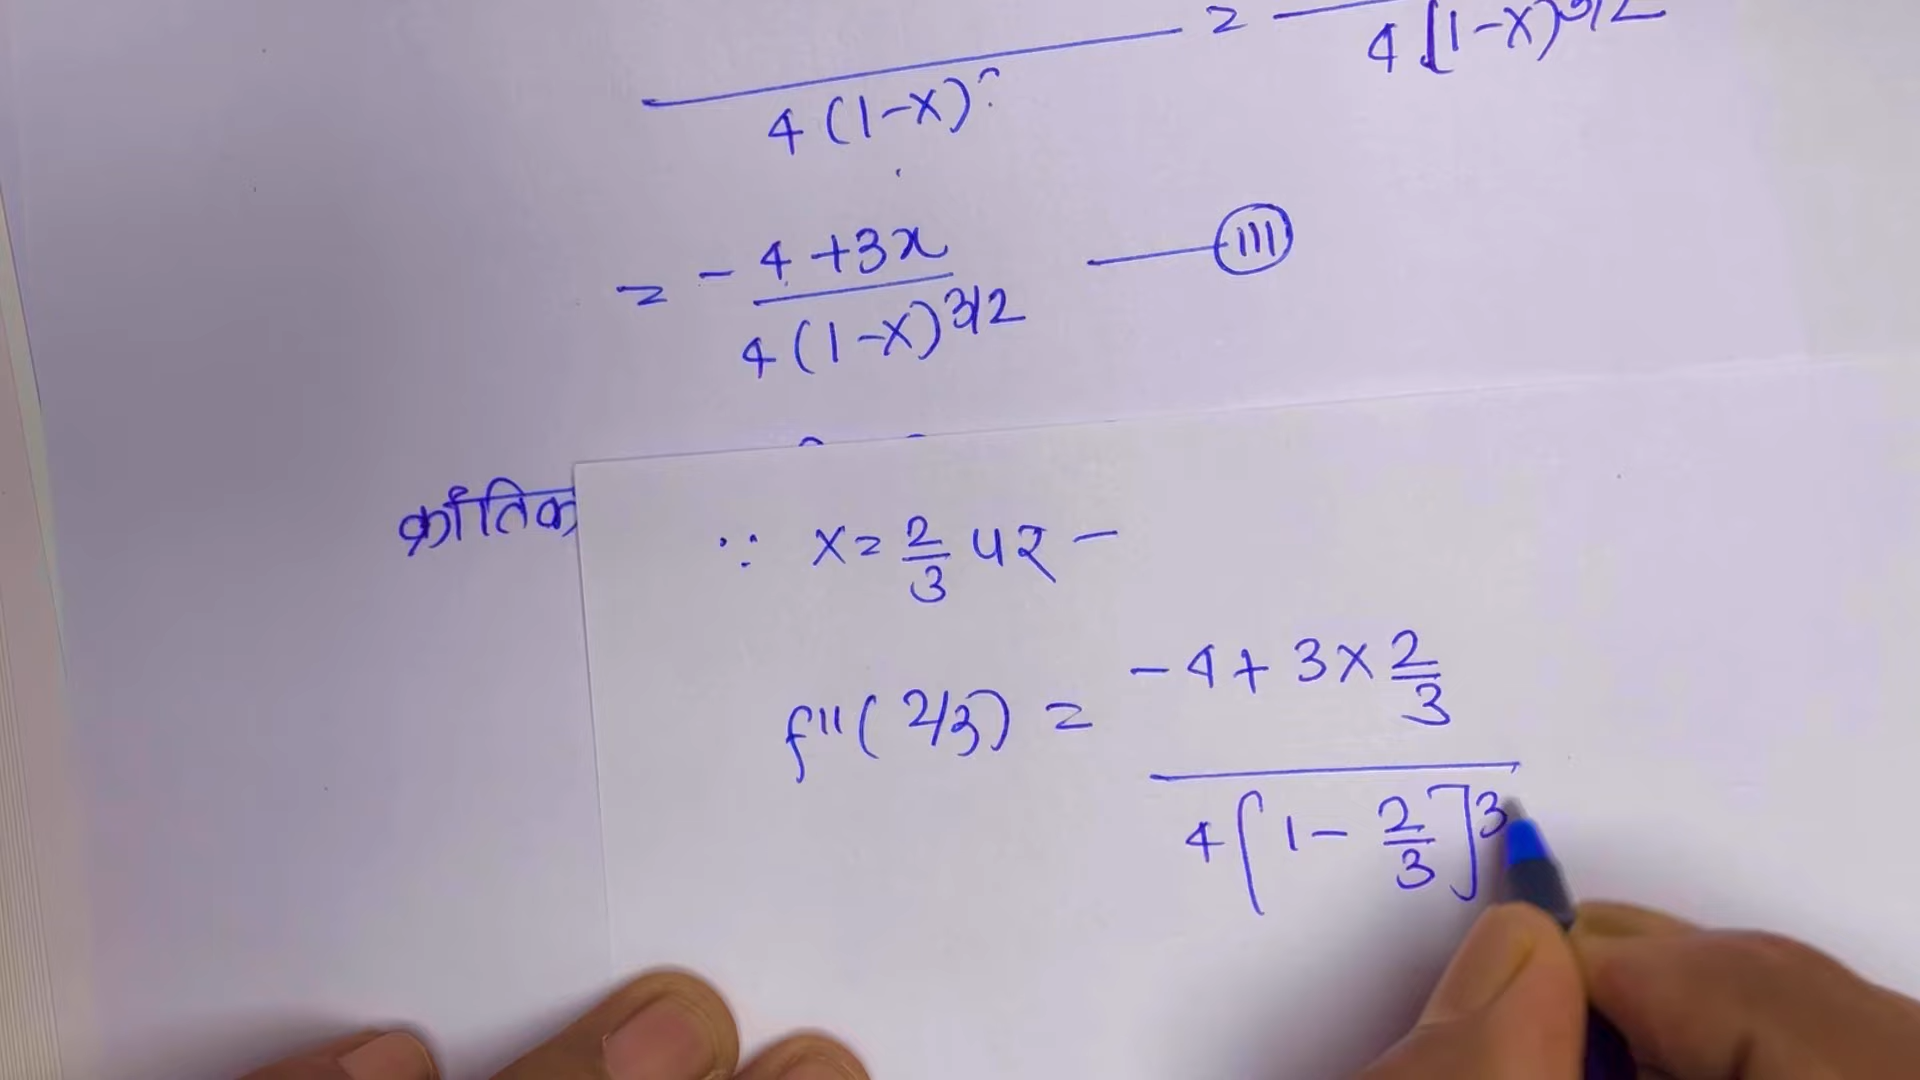 = 4(1-x)3/2
4(1-x)2
= -4+3x / 4(1-x)3/2 — (III)
क्रांतिक
∵ x = 2/3 पर -
f''(2/3) = -4+3×2/3 / 4[1-2/3]3